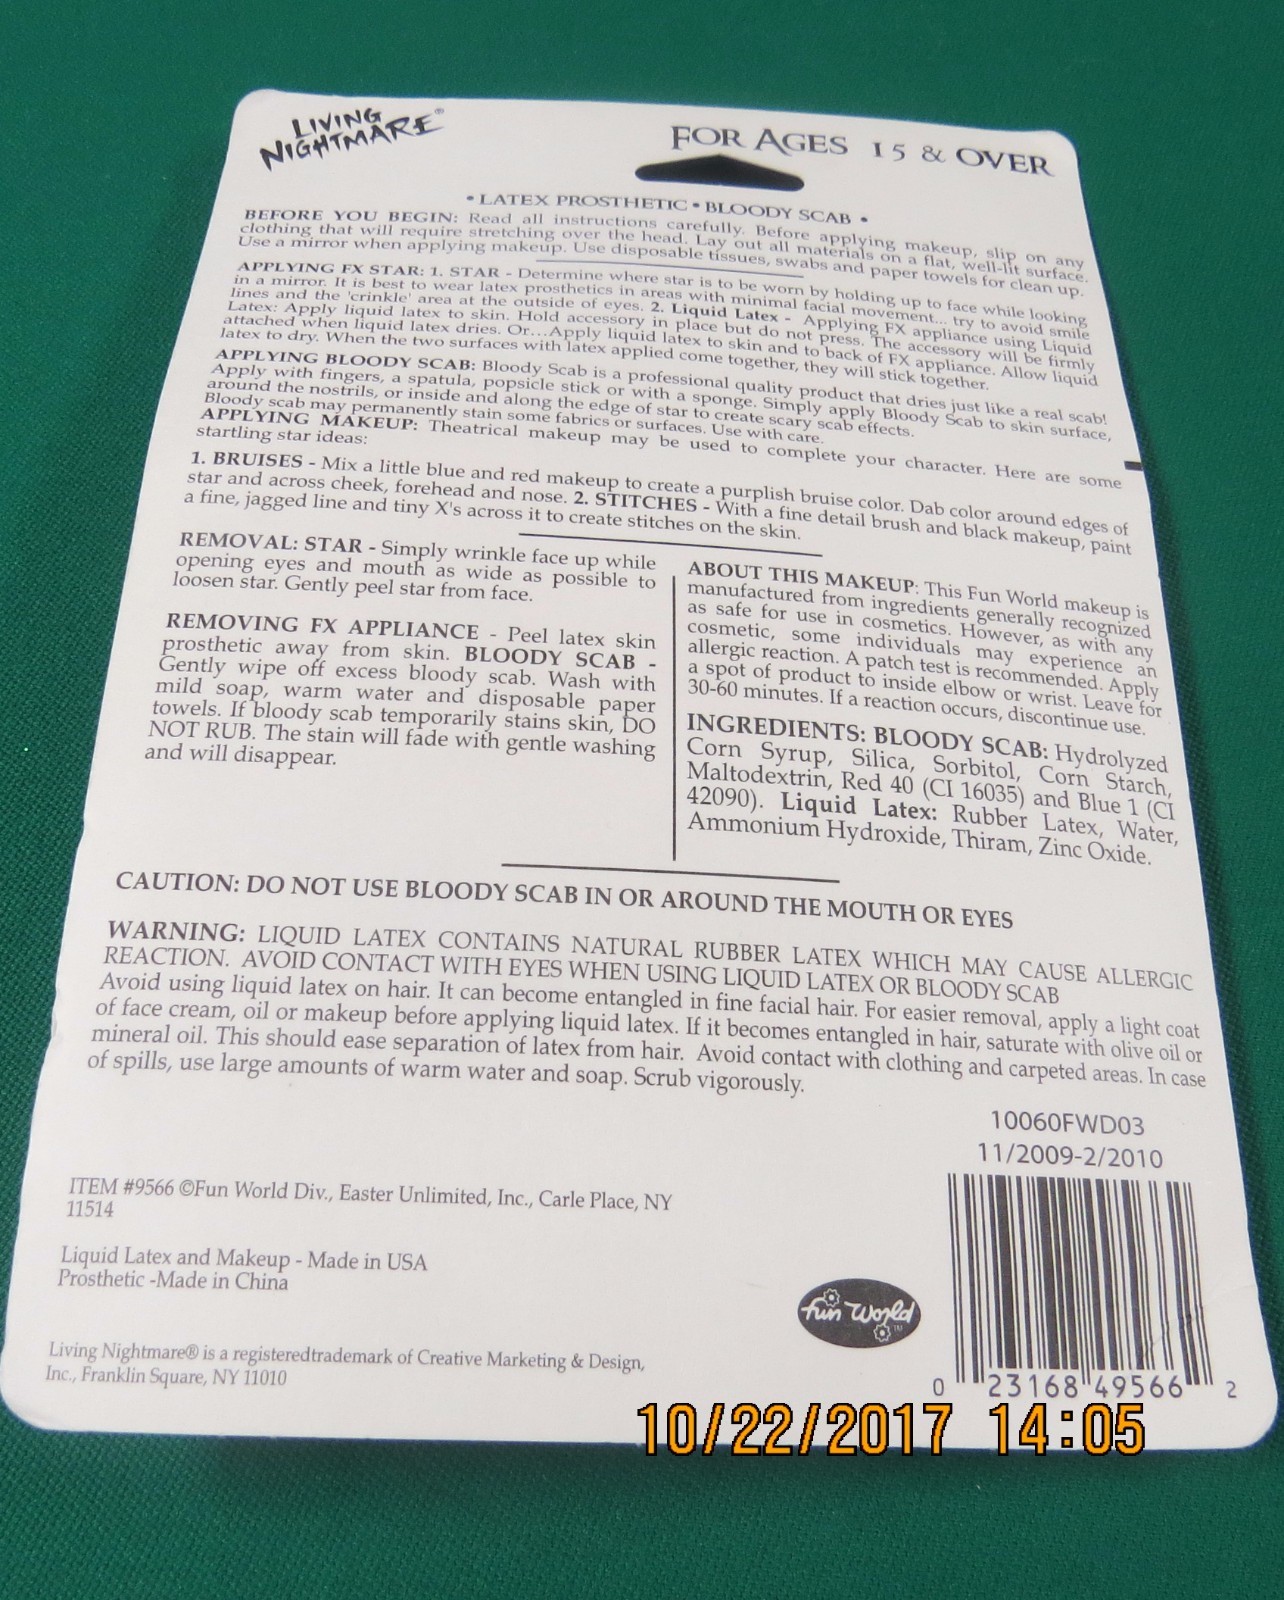 LIVING
NIGHTMARE®
FOR AGES 15 & OVER
• LATEX PROSTHETIC • BLOODY SCAB •
BEFORE YOU BEGIN: Read all instructions carefully. Before applying makeup, slip on any
clothing that will require stretching over the head. Lay out all materials on a flat, well-lit surface.
Use a mirror when applying makeup. Use disposable tissues, swabs and paper towels for clean up.
APPLYING FX STAR: 1. STAR - Determine where star is to be worn by holding up to face while looking
in a mirror. It is best to wear latex prosthetics in areas with minimal facial movement... try to avoid smile
lines and the 'crinkle' area at the outside of eyes. 2. Liquid Latex - Applying FX appliance using Liquid
Latex: Apply liquid latex to skin. Hold accessory in place but do not press. The accessory will be firmly
attached when liquid latex dries. Or...Apply liquid latex to skin and to back of FX appliance. Allow liquid
latex to dry. When the two surfaces with latex applied come together, they will stick together.
APPLYING BLOODY SCAB: Bloody Scab is a professional quality product that dries just like a real scab!
Apply with fingers, a spatula, popsicle stick or with a sponge. Simply apply Bloody Scab to skin surface,
around the nostrils, or inside and along the edge of star to create scary scab effects.
Bloody scab may permanently stain some fabrics or surfaces. Use with care.
APPLYING MAKEUP: Theatrical makeup may be used to complete your character. Here are some
startling star ideas:
1. BRUISES - Mix a little blue and red makeup to create a purplish bruise color. Dab color around edges of
star and across cheek, forehead and nose. 2. STITCHES - With a fine detail brush and black makeup, paint
a fine, jagged line and tiny X's across it to create stitches on the skin.
REMOVAL: STAR - Simply wrinkle face up while
opening eyes and mouth as wide as possible to
loosen star. Gently peel star from face.
REMOVING FX APPLIANCE - Peel latex skin
prosthetic away from skin. BLOODY SCAB -
Gently wipe off excess bloody scab. Wash with
mild soap, warm water and disposable paper
towels. If bloody scab temporarily stains skin, DO
NOT RUB. The stain will fade with gentle washing
and will disappear.
ABOUT THIS MAKEUP: This Fun World makeup is
manufactured from ingredients generally recognized
as safe for use in cosmetics. However, as with any
cosmetic, some individuals may experience an
allergic reaction. A patch test is recommended. Apply
a spot of product to inside elbow or wrist. Leave for
30-60 minutes. If a reaction occurs, discontinue use.
INGREDIENTS: BLOODY SCAB: Hydrolyzed
Corn Syrup, Silica, Sorbitol, Corn Starch,
Maltodextrin, Red 40 (CI 16035) and Blue 1 (CI
42090). Liquid Latex: Rubber Latex, Water,
Ammonium Hydroxide, Thiram, Zinc Oxide.
CAUTION: DO NOT USE BLOODY SCAB IN OR AROUND THE MOUTH OR EYES
WARNING: LIQUID LATEX CONTAINS NATURAL RUBBER LATEX WHICH MAY CAUSE ALLERGIC
REACTION. AVOID CONTACT WITH EYES WHEN USING LIQUID LATEX OR BLOODY SCAB
Avoid using liquid latex on hair. It can become entangled in fine facial hair. For easier removal, apply a light coat
of face cream, oil or makeup before applying liquid latex. If it becomes entangled in hair, saturate with olive oil or
mineral oil. This should ease separation of latex from hair. Avoid contact with clothing and carpeted areas. In case
of spills, use large amounts of warm water and soap. Scrub vigorously.
10060FWD03
11/2009-2/2010
ITEM #9566 ©Fun World Div., Easter Unlimited, Inc., Carle Place, NY
11514
Liquid Latex and Makeup - Made in USA
Prosthetic -Made in China
fun World™
Living Nightmare® is a registeredtrademark of Creative Marketing & Design,
Inc., Franklin Square, NY 11010
0 23168 49566 2
10/22/2017 14:05